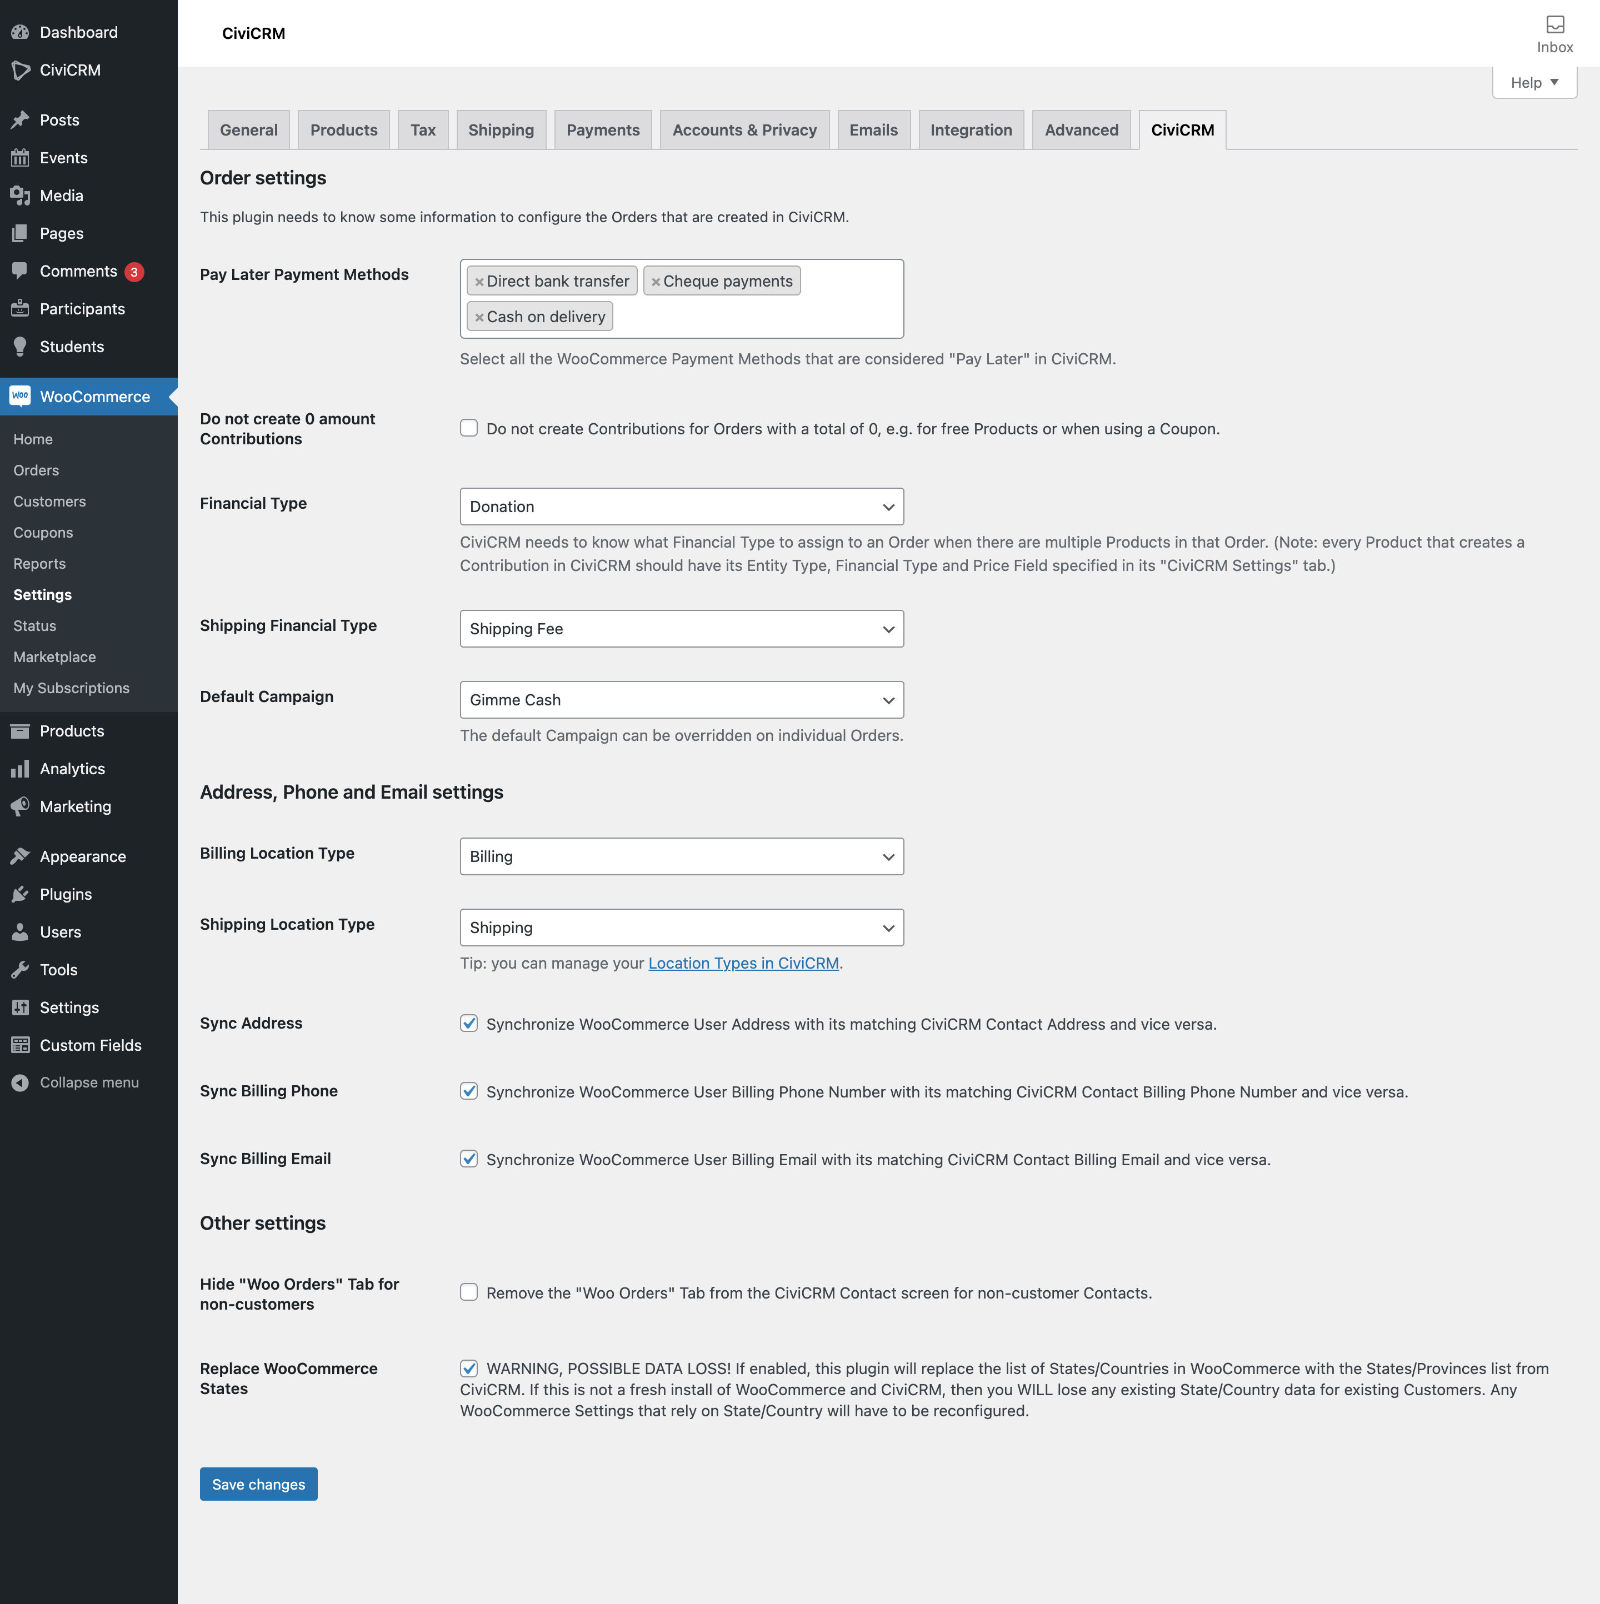 Dashboard
CiviCRM
Posts
Events
Media
Pages
Comments 3
Participants
Students
WOO WooCommerce
Home
Orders
Customers
Coupons
Reports
Settings
Status
Marketplace
My Subscriptions
Products
Analytics
Marketing
Appearance
Plugins
Users
Tools
Settings
Custom Fields
Collapse menu
CiviCRM
Inbox
Help
General Products Tax Shipping Payments Accounts & Privacy Emails Integration Advanced CiviCRM
Order settings
This plugin needs to know some information to configure the Orders that are created in CiviCRM.
Pay Later Payment Methods
×Direct bank transfer ×Cheque payments
×Cash on delivery
Select all the WooCommerce Payment Methods that are considered "Pay Later" in CiviCRM.
Do not create 0 amount
Contributions
Do not create Contributions for Orders with a total of 0, e.g. for free Products or when using a Coupon.
Financial Type
Donation
CiviCRM needs to know what Financial Type to assign to an Order when there are multiple Products in that Order. (Note: every Product that creates a
Contribution in CiviCRM should have its Entity Type, Financial Type and Price Field specified in its "CiviCRM Settings" tab.)
Shipping Financial Type
Shipping Fee
Default Campaign
Gimme Cash
The default Campaign can be overridden on individual Orders.
Address, Phone and Email settings
Billing Location Type
Billing
Shipping Location Type
Shipping
Tip: you can manage your Location Types in CiviCRM.
Sync Address
Synchronize WooCommerce User Address with its matching CiviCRM Contact Address and vice versa.
Sync Billing Phone
Synchronize WooCommerce User Billing Phone Number with its matching CiviCRM Contact Billing Phone Number and vice versa.
Sync Billing Email
Synchronize WooCommerce User Billing Email with its matching CiviCRM Contact Billing Email and vice versa.
Other settings
Hide "Woo Orders" Tab for
non-customers
Remove the "Woo Orders" Tab from the CiviCRM Contact screen for non-customer Contacts.
Replace WooCommerce
States
WARNING, POSSIBLE DATA LOSS! If enabled, this plugin will replace the list of States/Countries in WooCommerce with the States/Provinces list from
CiviCRM. If this is not a fresh install of WooCommerce and CiviCRM, then you WILL lose any existing State/Country data for existing Customers. Any
WooCommerce Settings that rely on State/Country will have to be reconfigured.
Save changes